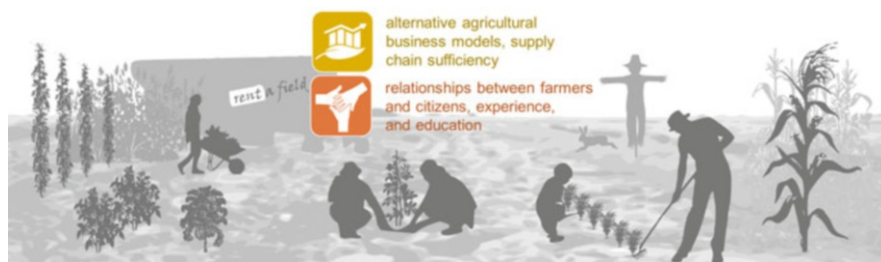 alternative agricultural
business models, supply
chain sufficiency
rent a field
relationships between farmers
and citizens, experience,
and education